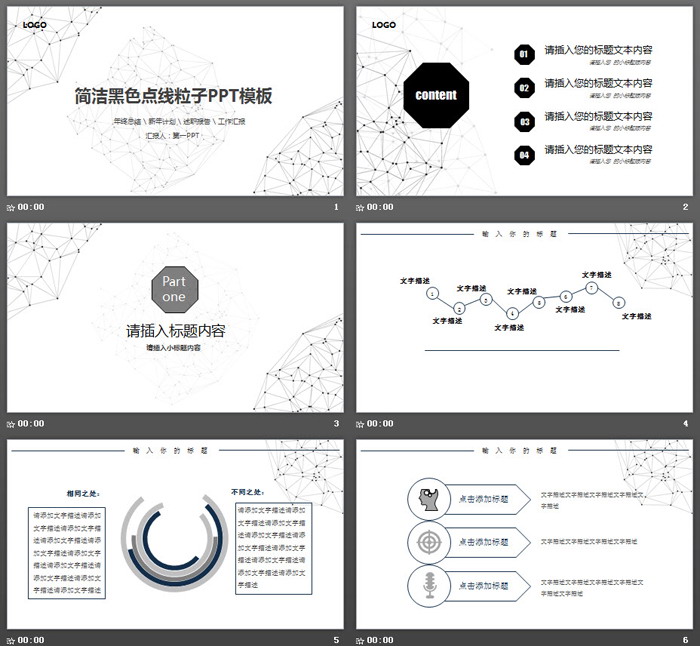 LOGO
简洁黑色点线粒子PPT模板
年终总结 \ 新年计划 \ 述职报告 \ 工作汇报
汇报人：第一PPT
00:00
1
LOGO
content
01
请插入您的标题文本内容
请插入您 的小标题项内容
02
请插入您的标题文本内容
请插入您 的小标题项内容
03
请插入您的标题文本内容
请插入您 的小标题项内容
04
请插入您的标题文本内容
请插入您 的小标题项内容
00:00
2
Part
one
请插入标题内容
请插入小标题内容
00:00
3
输 入 你 的 标 题
文字描述
文字描述
文字描述
文字描述
文字描述
文字描述
文字描述
文字描述
1
2
3
4
5
6
7
8
00:00
4
输 入 你 的 标 题
相同之处：
请添加文字描述请添加
文字描述请添加文字描
述请添加文字描述请添
加文字描述请添加文字
描述请添加文字描述请
添加文字描述请添加文
字描述
不同之处：
请添加文字描述请添加
文字描述请添加文字描
述请添加文字描述请添
加文字描述请添加文字
描述请添加文字描述请
添加文字描述请添加文
字描述
00:00
5
输 入 你 的 标 题
点击添加标题
文字描述文字描述文字描述文字描述文
字描述
点击添加标题
文字描述文字描述文字描述文字描述
点击添加标题
文字描述文字描述文字描述文字描述文
字描述文字描述
00:00
6